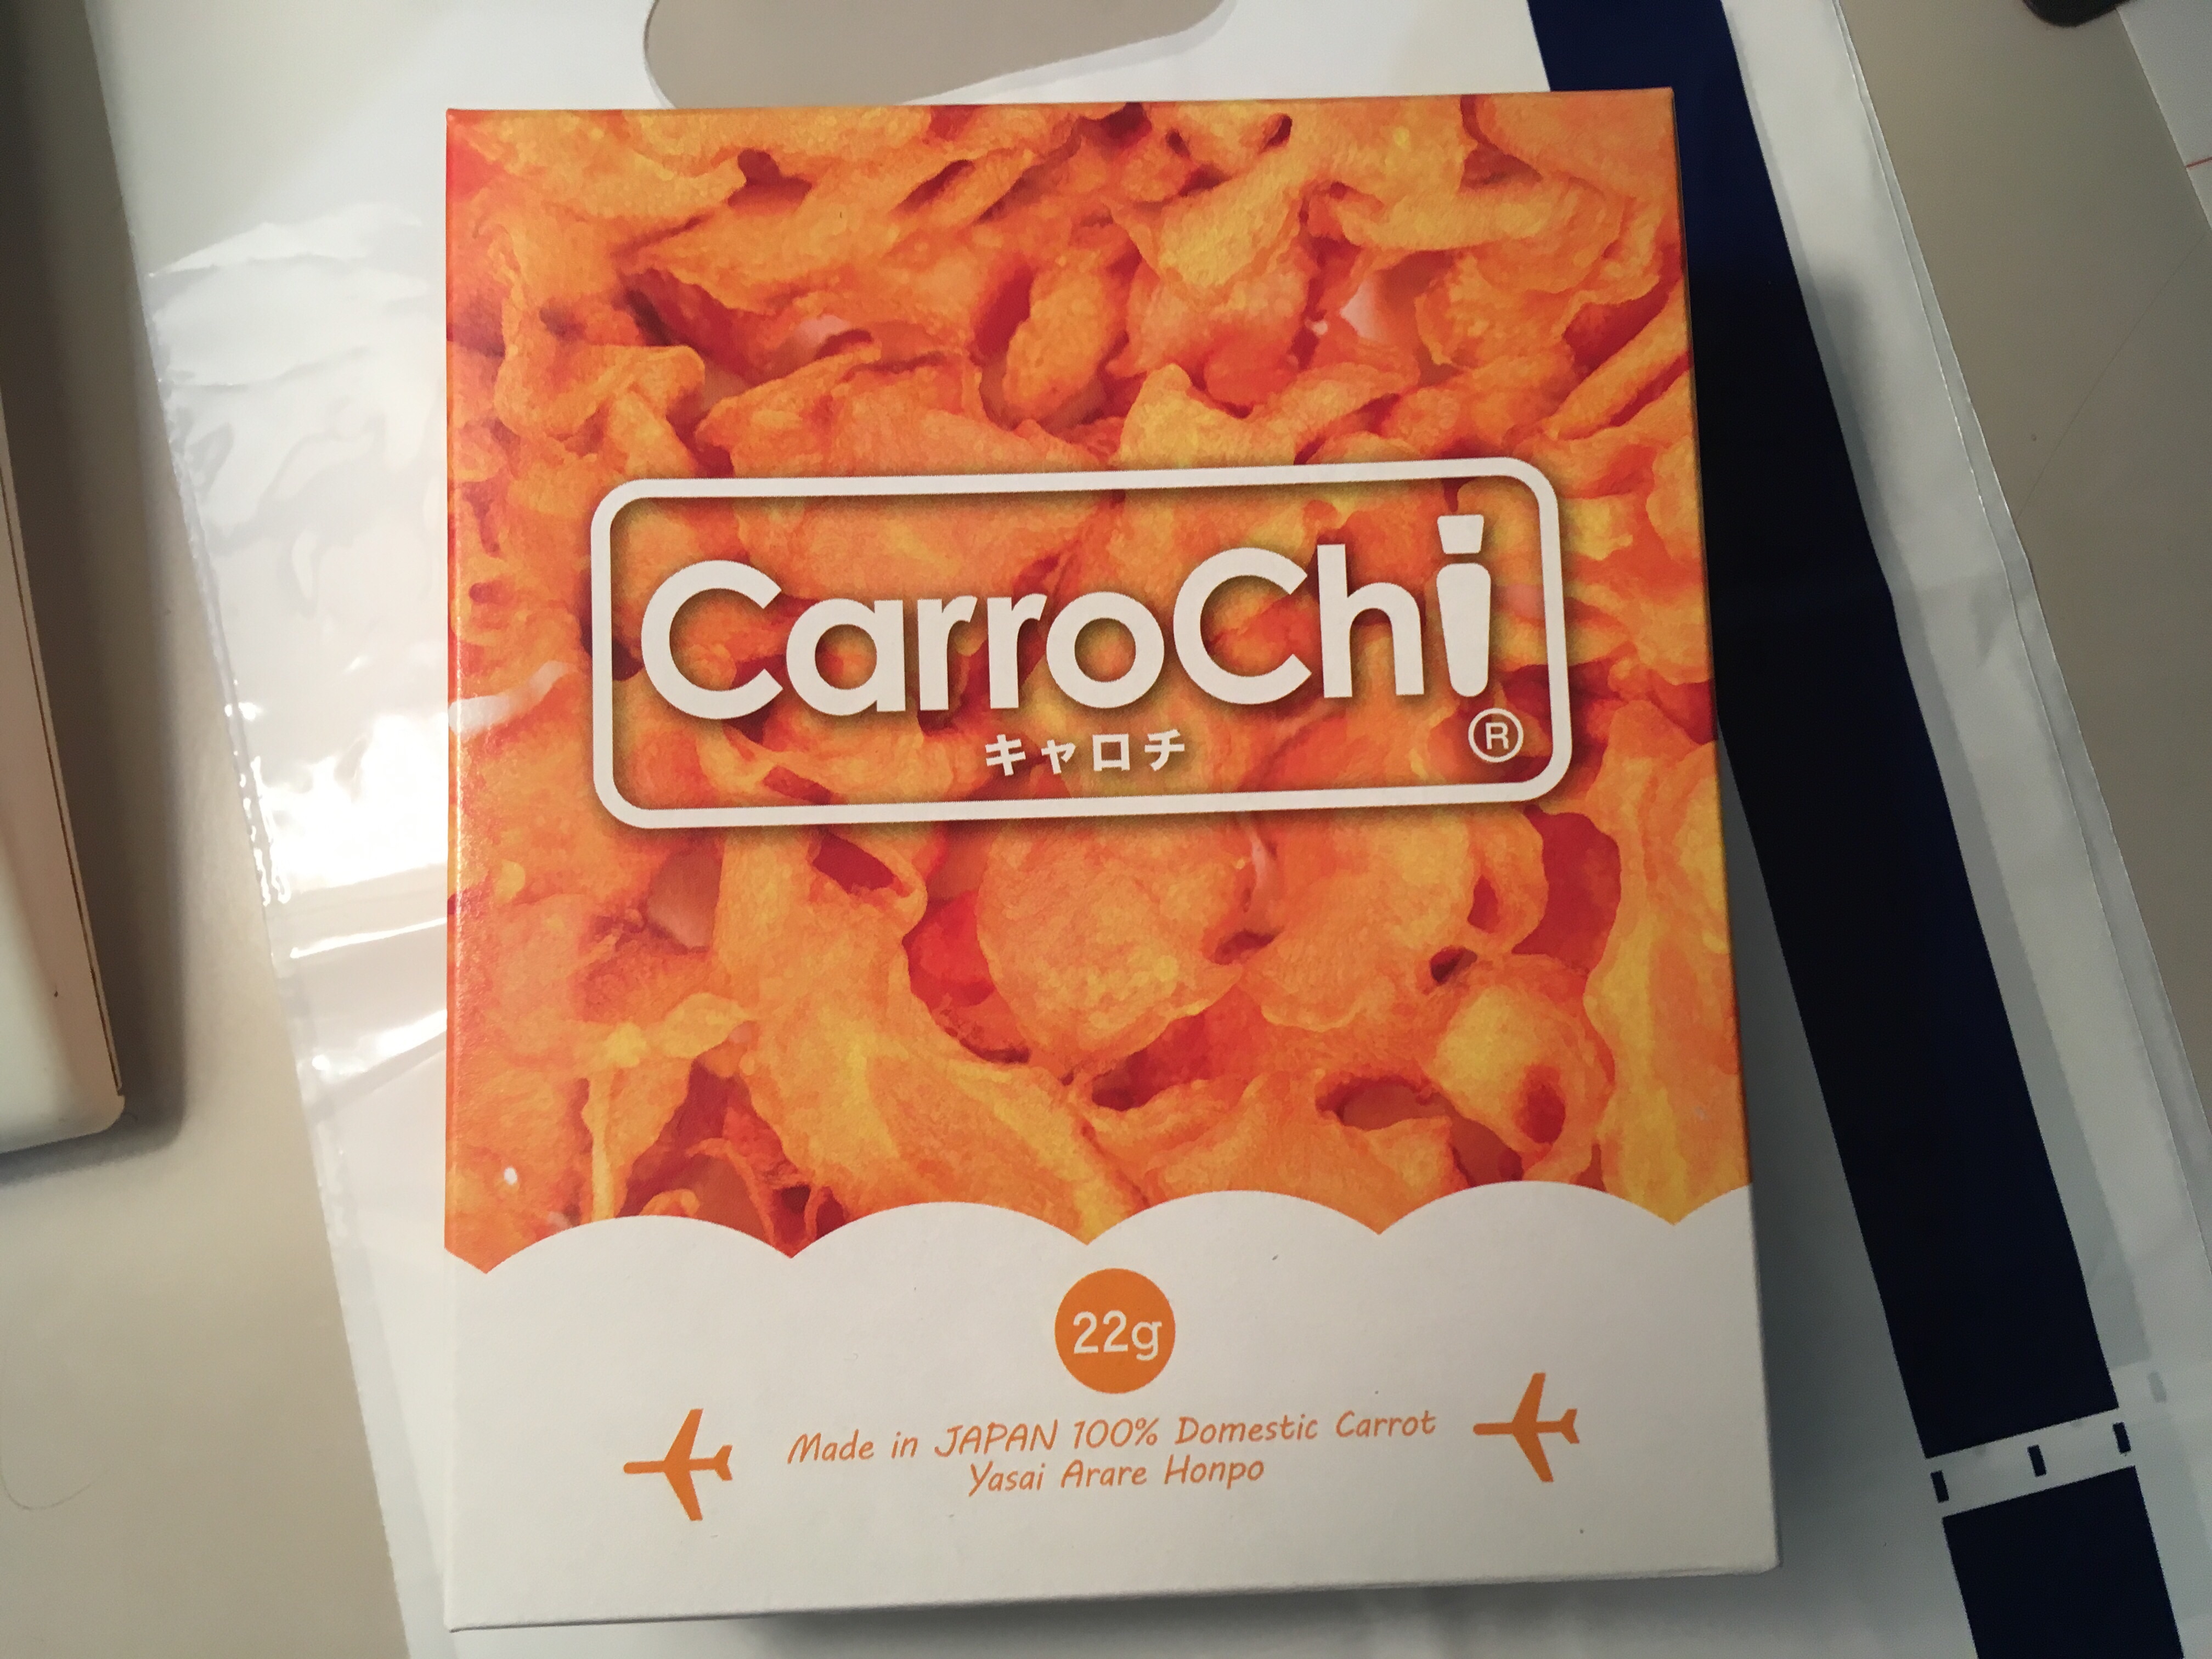 CarroChi
キャロチ
®
22g
Made in JAPAN 100% Domestic Carrot
Yasai Arare Honpo